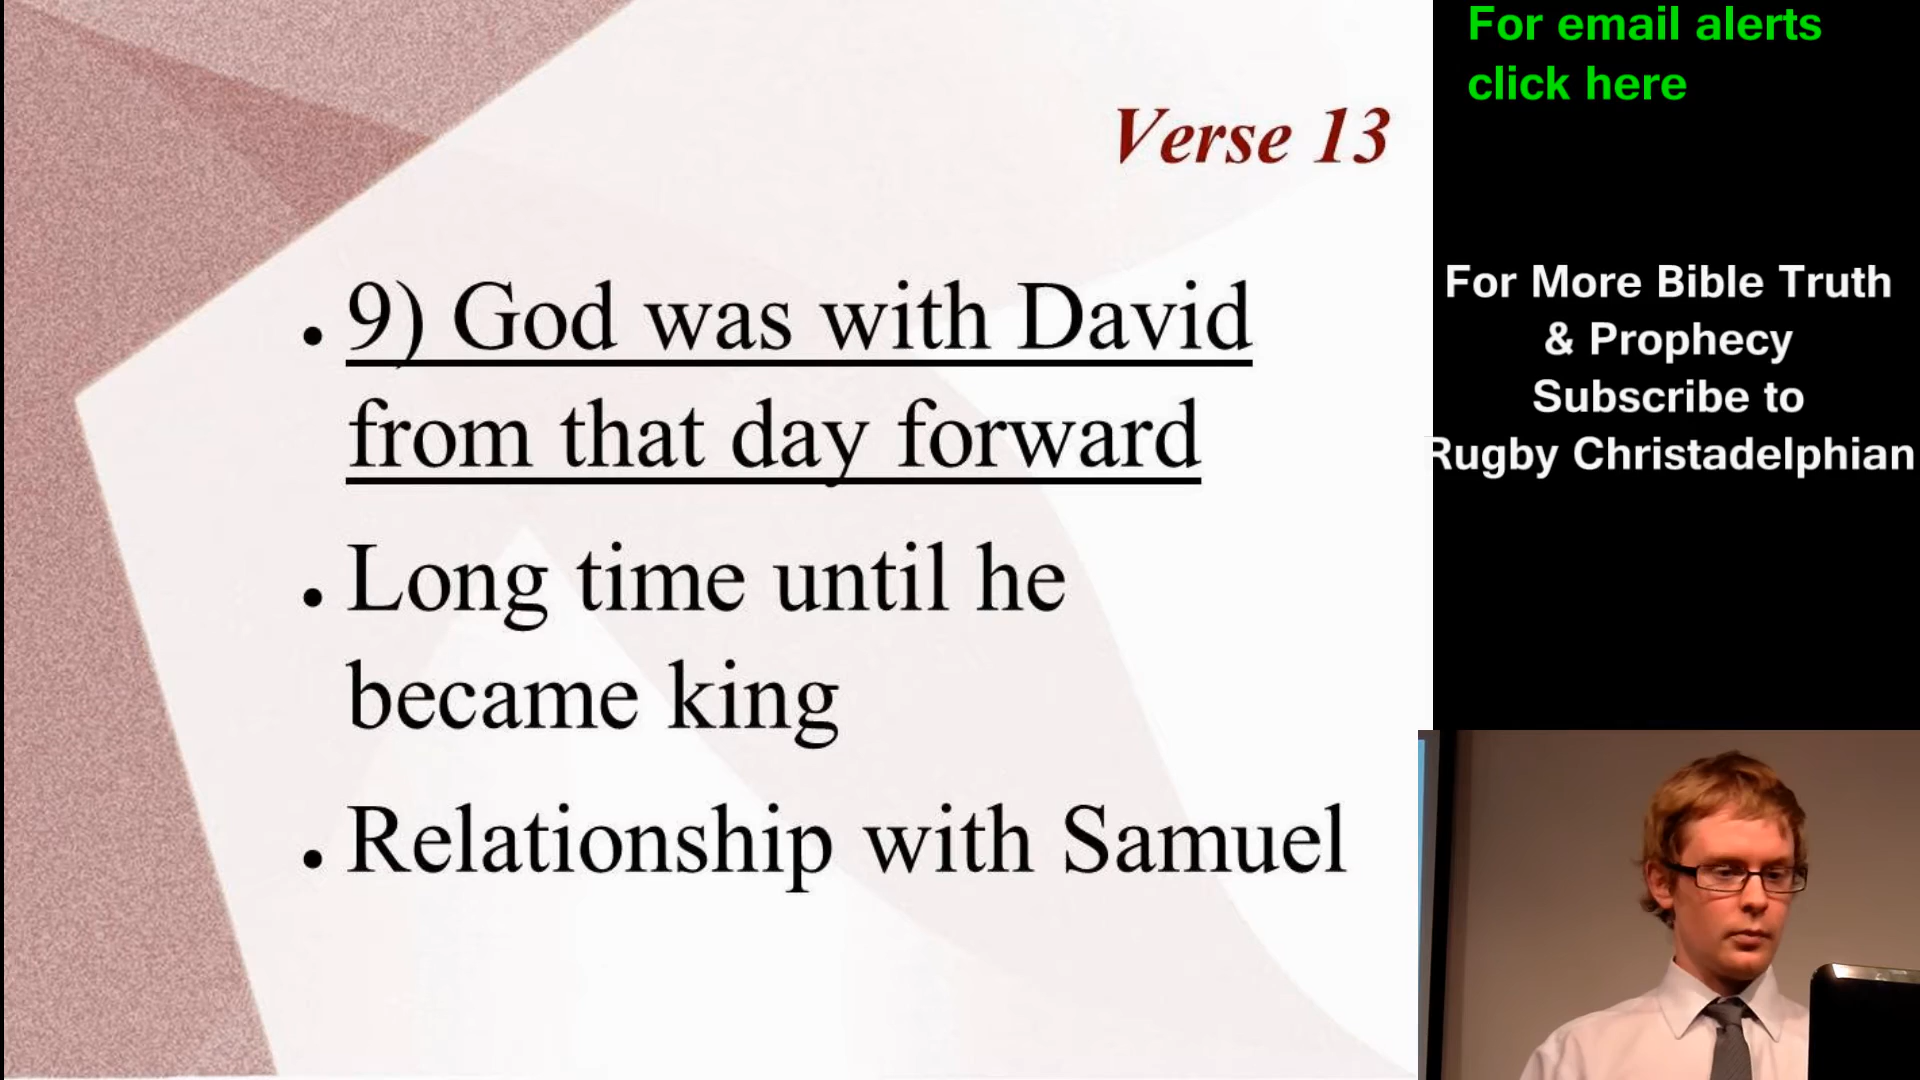 Verse 13
• 9) God was with David
from that day forward
• Long time until he
became king
• Relationship with Samuel
For email alerts
click here
For More Bible Truth
& Prophecy
Subscribe to
Rugby Christadelphian